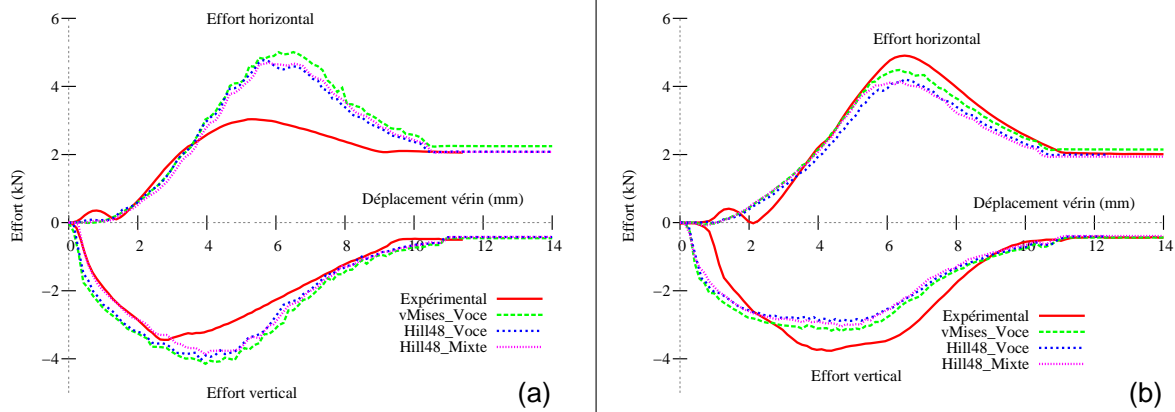 Effort horizontal
6
4
2
0
−2
−4
Effort (kN)
Déplacement vérin (mm)
0 2 4 6 8 10 12 14
Expérimental
vMises_Voce
Hill48_Voce
Hill48_Mixte
Effort vertical
(a)
6
4
2
0
−2
−4
Effort (kN)
Effort horizontal
Déplacement vérin (mm)
0 2 4 6 8 10 12 14
Expérimental
vMises_Voce
Hill48_Voce
Hill48_Mixte
Effort vertical
(b)